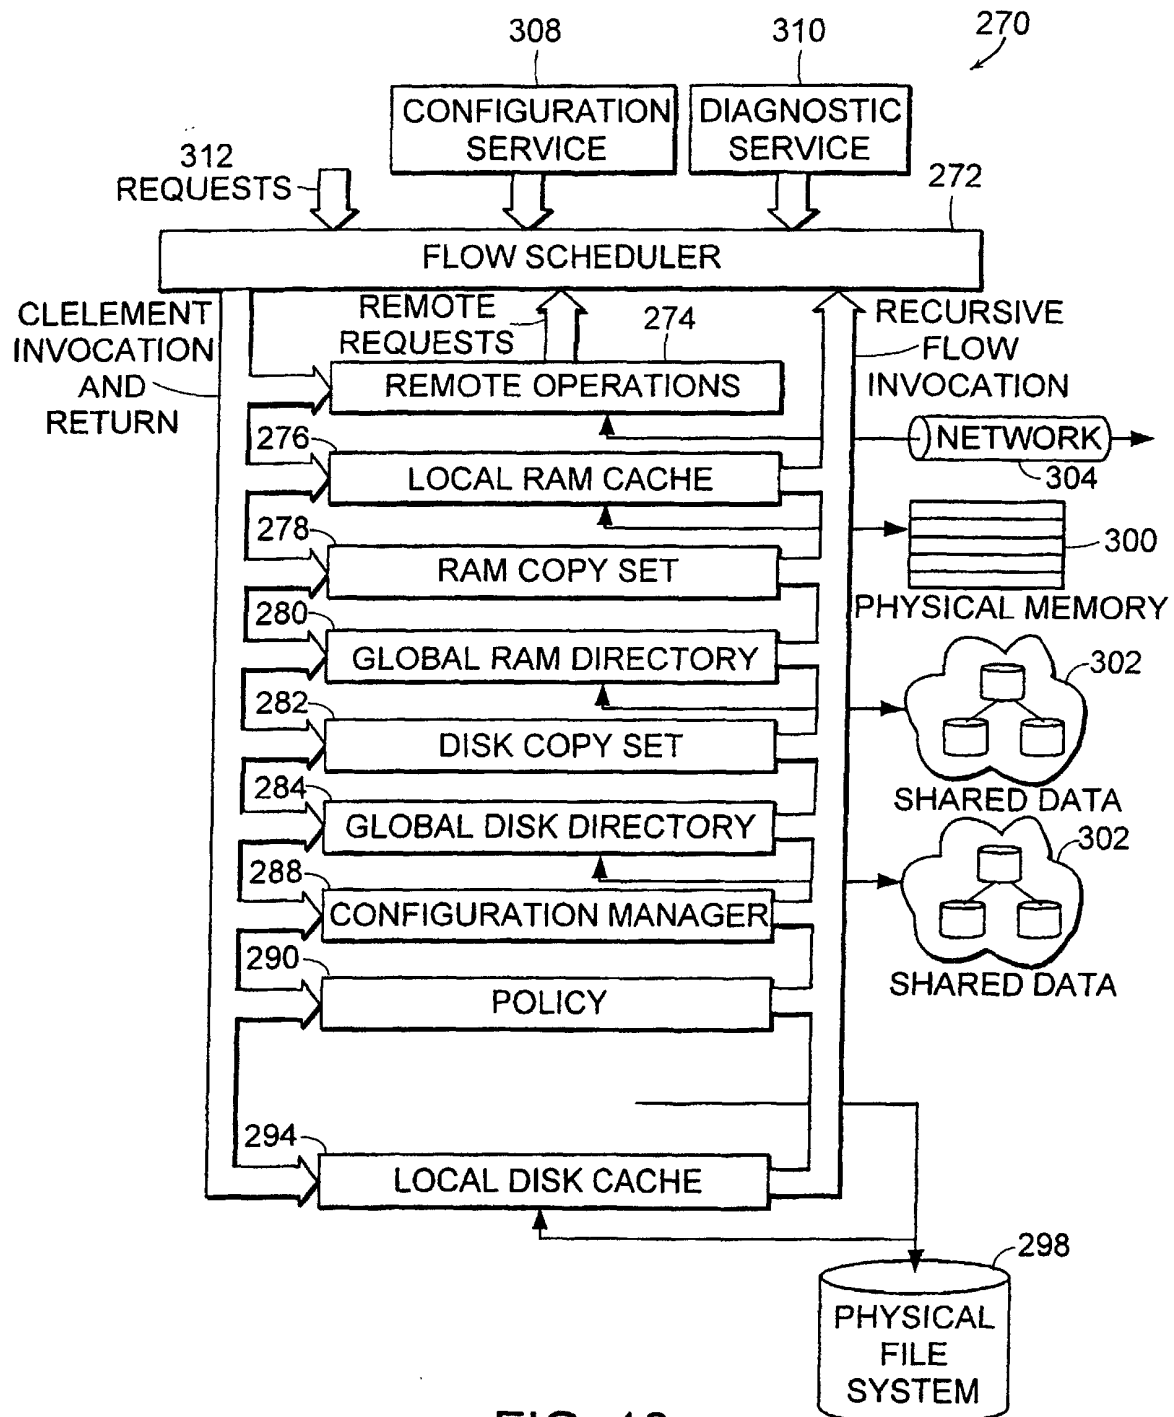 308
310
270
CONFIGURATION
SERVICE
DIAGNOSTIC
SERVICE
312
REQUESTS
272
FLOW SCHEDULER
CLELEMENT
INVOCATION
AND
RETURN
REMOTE
REQUESTS
274
RECURSIVE
FLOW
INVOCATION
REMOTE OPERATIONS
276
NETWORK
304
LOCAL RAM CACHE
278
300
RAM COPY SET
PHYSICAL MEMORY
280
GLOBAL RAM DIRECTORY
302
282
DISK COPY SET
SHARED DATA
284
GLOBAL DISK DIRECTORY
302
288
CONFIGURATION MANAGER
SHARED DATA
290
POLICY
294
LOCAL DISK CACHE
298
PHYSICAL
FILE
SYSTEM